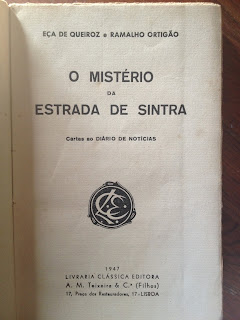 EÇA DE QUEIROZ e RAMALHO ORTIGÃO
O MISTÉRIO
DA
ESTRADA DE SINTRA
Cartas ao DIÁRIO DE NOTÍCIAS
1947
LIVRARIA CLÁSSICA EDITORA
A. M. Teixeira & C.ª (Filhos)
17, Praça dos Restauradores, 17 - LISBOA